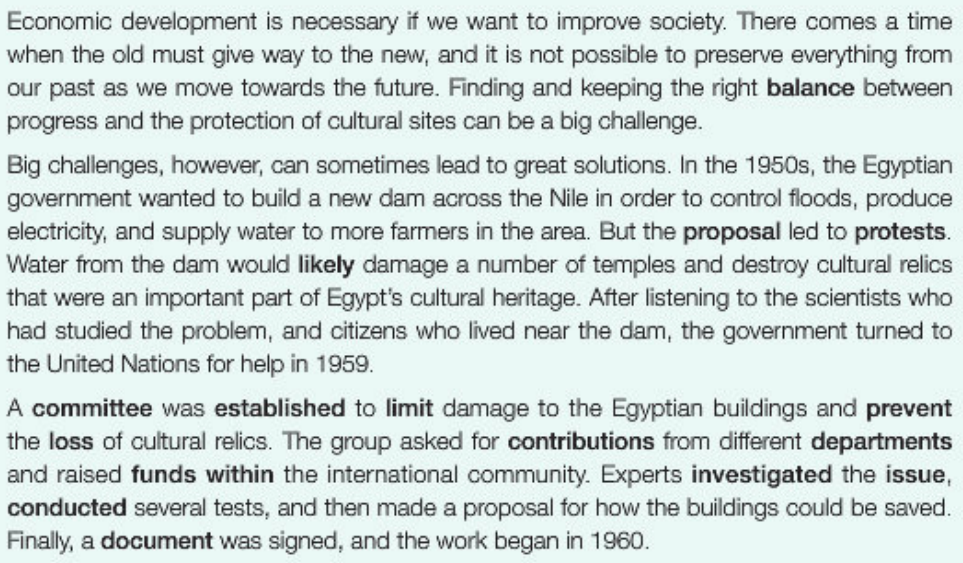 Economic development is necessary if we want to improve society. There comes a time
when the old must give way to the new, and it is not possible to preserve everything from
our past as we move towards the future. Finding and keeping the right balance between
progress and the protection of cultural sites can be a big challenge.
Big challenges, however, can sometimes lead to great solutions. In the 1950s, the Egyptian
government wanted to build a new dam across the Nile in order to control floods, produce
electricity, and supply water to more farmers in the area. But the proposal led to protests.
Water from the dam would likely damage a number of temples and destroy cultural relics
that were an important part of Egypt's cultural heritage. After listening to the scientists who
had studied the problem, and citizens who lived near the dam, the government turned to
the United Nations for help in 1959.
A committee was established to limit damage to the Egyptian buildings and prevent
the loss of cultural relics. The group asked for contributions from different departments
and raised funds within the international community. Experts investigated the issue,
conducted several tests, and then made a proposal for how the buildings could be saved.
Finally, a document was signed, and the work began in 1960.